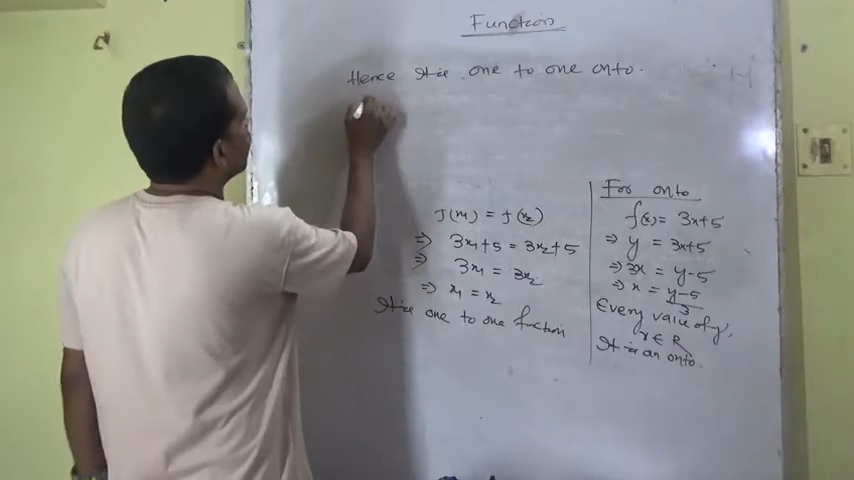 Function
Hence It is one to one onto.
f(x₁) = f(x₂)
⇒ 3x₁+5 = 3x₂+5
⇒ 3x₁ = 3x₂
⇒ x₁ = x₂
It is one to one function
For onto
f(x) = 3x+5
⇒ y = 3x+5
⇒ 3x = y-5
⇒ x = y-5/3
Every value of y,
x ∈ R
It is an onto.